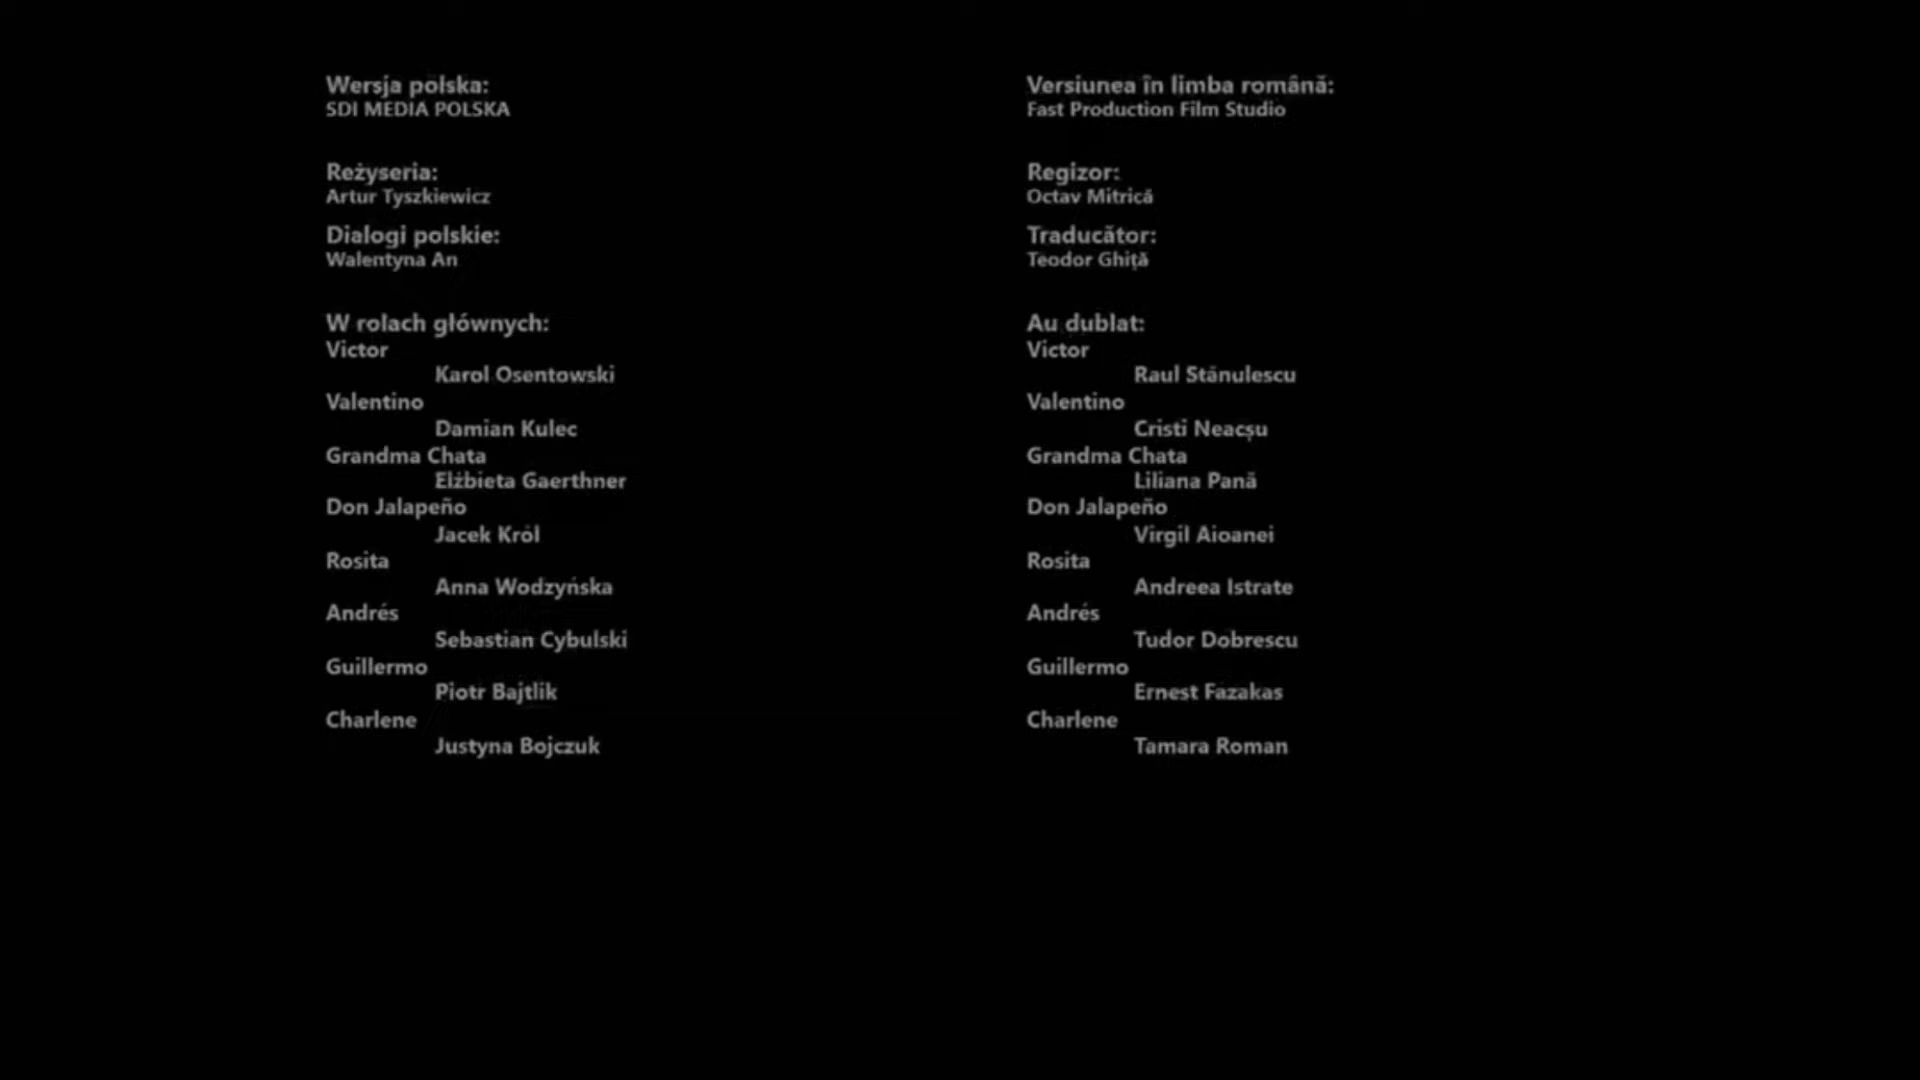 Wersja polska:
SDI MEDIA POLSKA
Reżyseria:
Artur Tyszkiewicz
Dialogi polskie:
Walentyna An
W rolach głównych:
Victor
Karol Osentowski
Valentino
Damian Kulec
Grandma Chata
Elżbieta Gaerthner
Don Jalapeño
Jacek Król
Rosita
Anna Wodzyńska
Andrés
Sebastian Cybulski
Guillermo
Piotr Bajtlik
Charlene
Justyna Bojczuk
Versiunea în limba română:
Fast Production Film Studio
Regizor:
Octav Mitrică
Traducător:
Teodor Ghiță
Au dublat:
Victor
Raul Stănulescu
Valentino
Cristi Neacșu
Grandma Chata
Liliana Pană
Don Jalapeño
Virgil Aioanei
Rosita
Andreea Istrate
Andrés
Tudor Dobrescu
Guillermo
Ernest Fazakas
Charlene
Tamara Roman